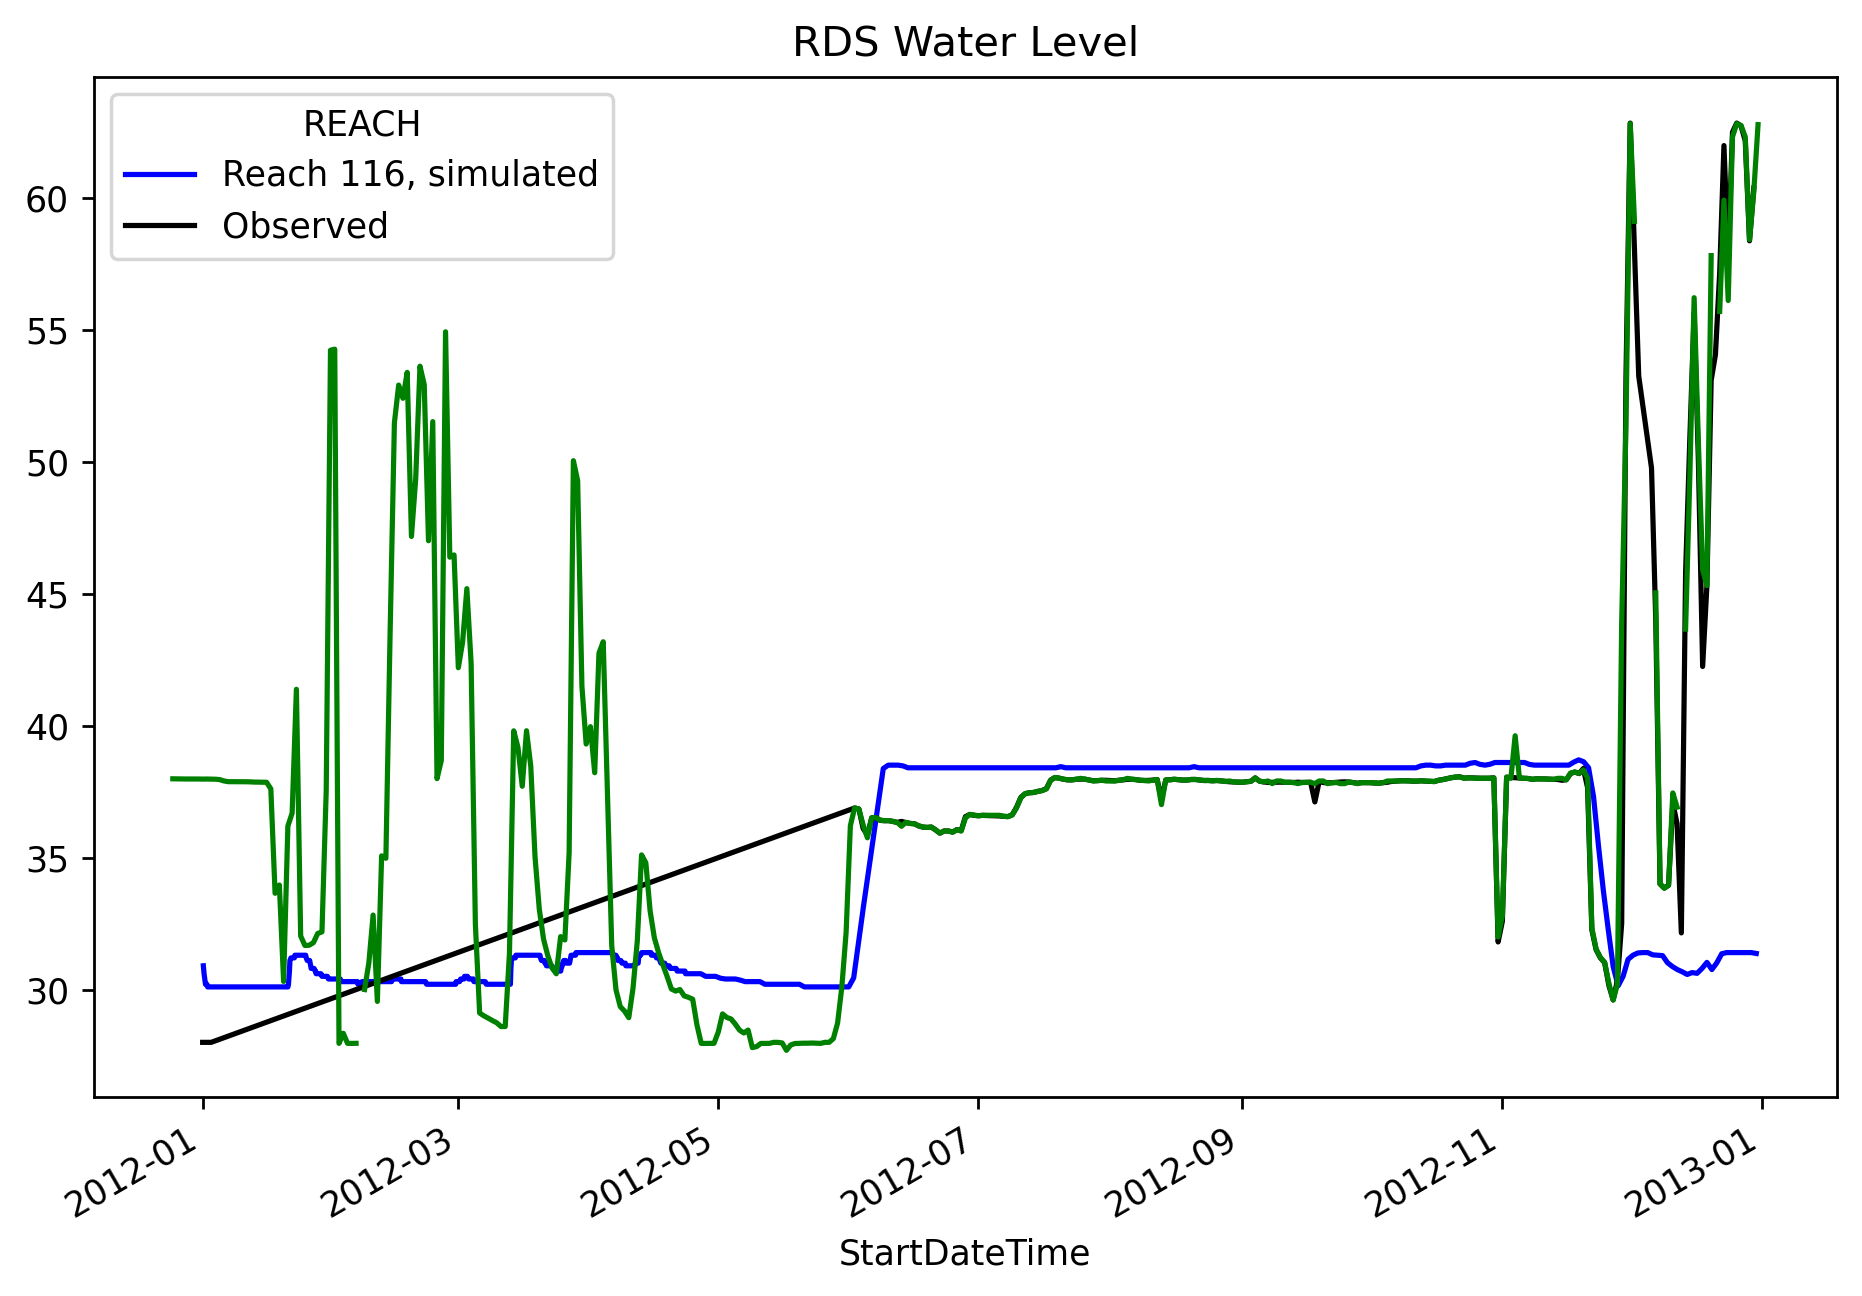 RDS Water Level
REACH
Reach 116, simulated
Observed
60
55
50
45
40
35
30
2012-01
2012-03
2012-05
2012-07
2012-09
2012-11
2013-01
StartDateTime